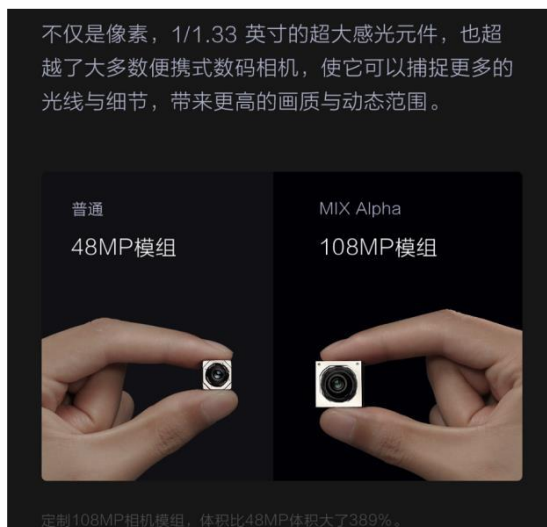 不仅是像素，1/1.33 英寸的超大感光元件，也超
越了大多数便携式数码相机，使它可以捕捉更多的
光线与细节，带来更高的画质与动态范围。
普通
48MP模组
MIX Alpha
108MP模组
定制108MP相机模组，体积比48MP体积大了389%。